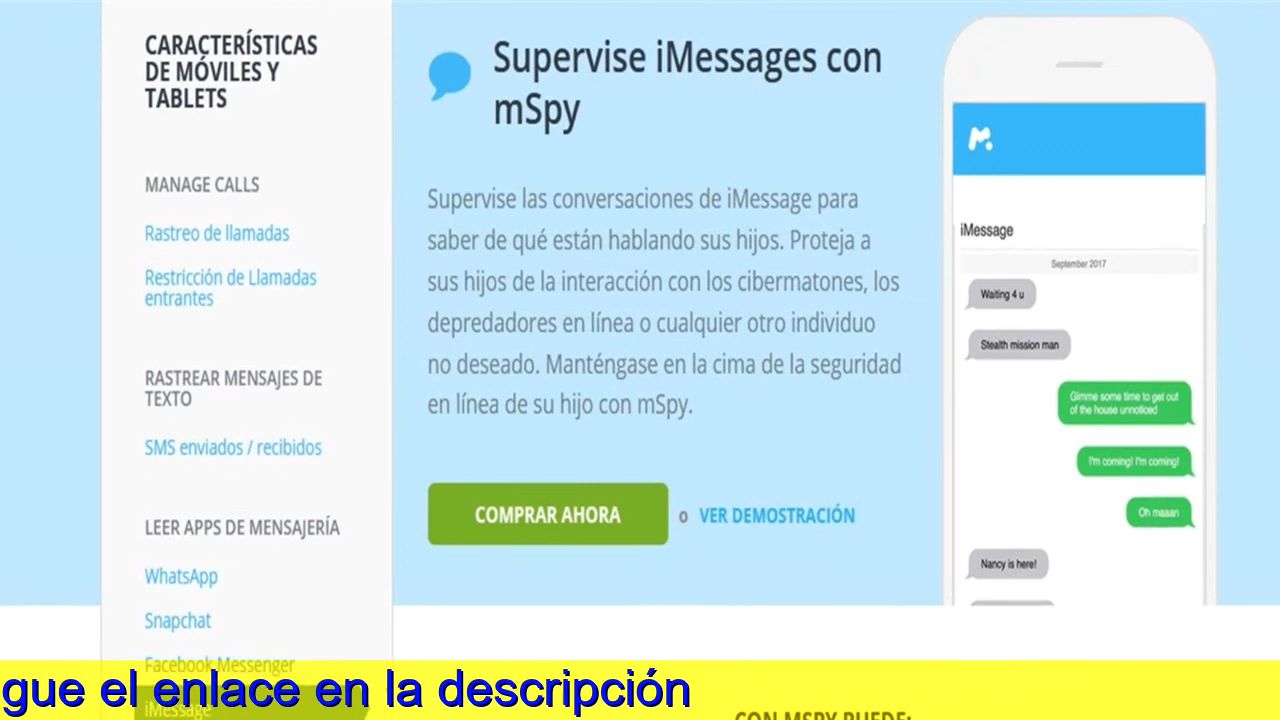 CARACTERÍSTICAS
DE MÓVILES Y
TABLETS
MANAGE CALLS
Rastreo de llamadas
Restricción de Llamadas
entrantes
RASTREAR MENSAJES DE
TEXTO
SMS enviados / recibidos
LEER APPS DE MENSAJERÍA
WhatsApp
Snapchat
Facebook Messenger
iMessage
Supervise iMessages con
mSpy
Supervise las conversaciones de iMessage para
saber de qué están hablando sus hijos. Proteja a
sus hijos de la interacción con los cibermatones, los
depredadores en línea o cualquier otro individuo
no deseado. Manténgase en la cima de la seguridad
en línea de su hijo con mSpy.
COMPRAR AHORA o VER DEMOSTRACIÓN
iMessage
September 2017
Waiting 4 u
Stealth mission man
Gimme some time to get out
of the house unnoticed
I'm coming! I'm coming!
Oh maaan
Nancy is here!
CON MSPY PUEDE:
gue el enlace en la descripción